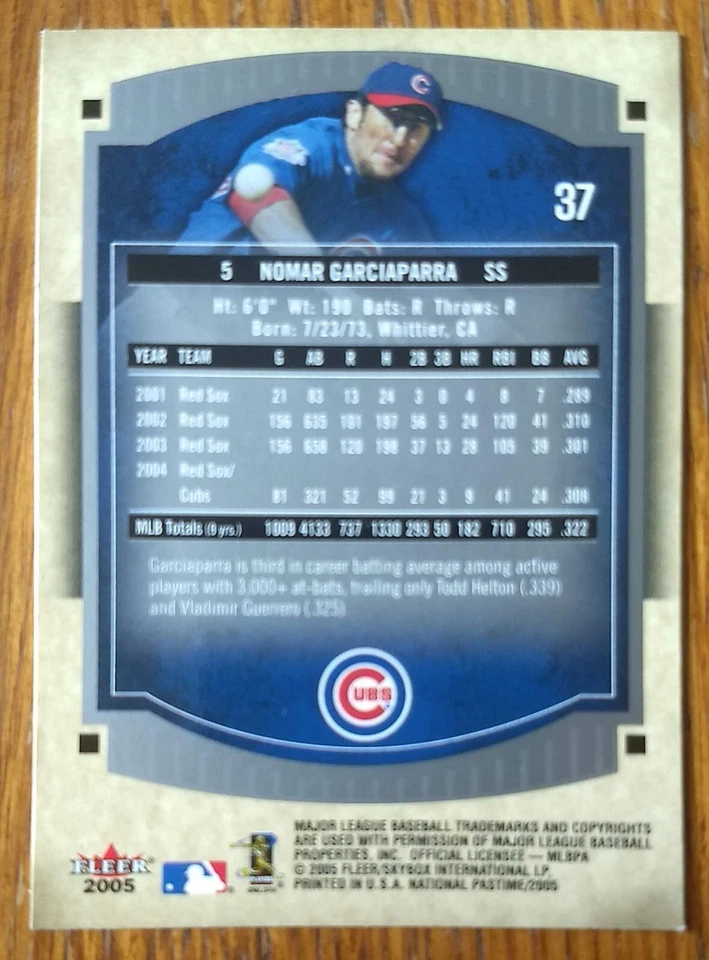 C
37
5 NOMAR GARCIAPARRA SS
Ht: 6'0" Wt: 190 Bats: R Throws: R
Born: 7/23/73, Whittier, CA
YEAR TEAM G AB R H 2B 3B HR RBI BB AVG
2001 Red Sox 21 83 13 24 3 0 4 8 7 .289
2002 Red Sox 156 635 101 197 56 5 24 120 41 .310
2003 Red Sox 156 658 120 198 37 13 28 105 39 .301
2004 Red Sox/
Cubs 81 321 52 99 21 3 9 41 24 .308
MLB Totals (9 yrs.) 1009 4133 737 1330 293 50 182 710 295 .322
Garciaparra is third in career batting average among active
players with 3,000+ at-bats, trailing only Todd Helton (.339)
and Vladimir Guerrero (.325).
CUBS
MAJOR LEAGUE BASEBALL TRADEMARKS AND COPYRIGHTS
ARE USED WITH PERMISSION OF MAJOR LEAGUE BASEBALL
PROPERTIES, INC. OFFICIAL LICENSEE — MLBPA
© 2005 FLEER/SKYBOX INTERNATIONAL LP.
PRINTED IN U.S.A. NATIONAL PASTIME/2005
FLEER
2005